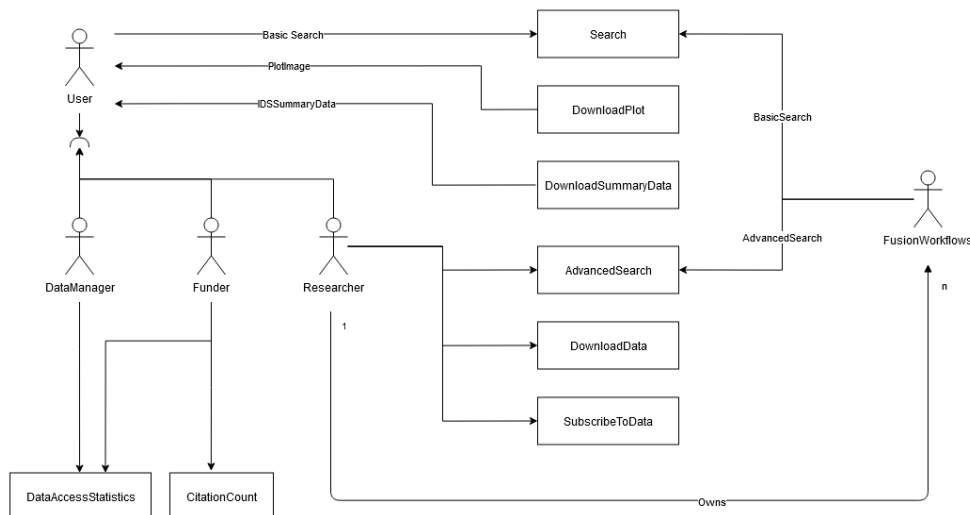 Basic Search
Search
PlotImage
User
IDSSummaryData
DownloadPlot
BasicSearch
DownloadSummaryData
FusionWorkflows
AdvancedSearch
DataManager
Funder
Researcher
AdvancedSearch
n
1
DownloadData
SubscribeToData
DataAccessStatistics
CitationCount
Owns